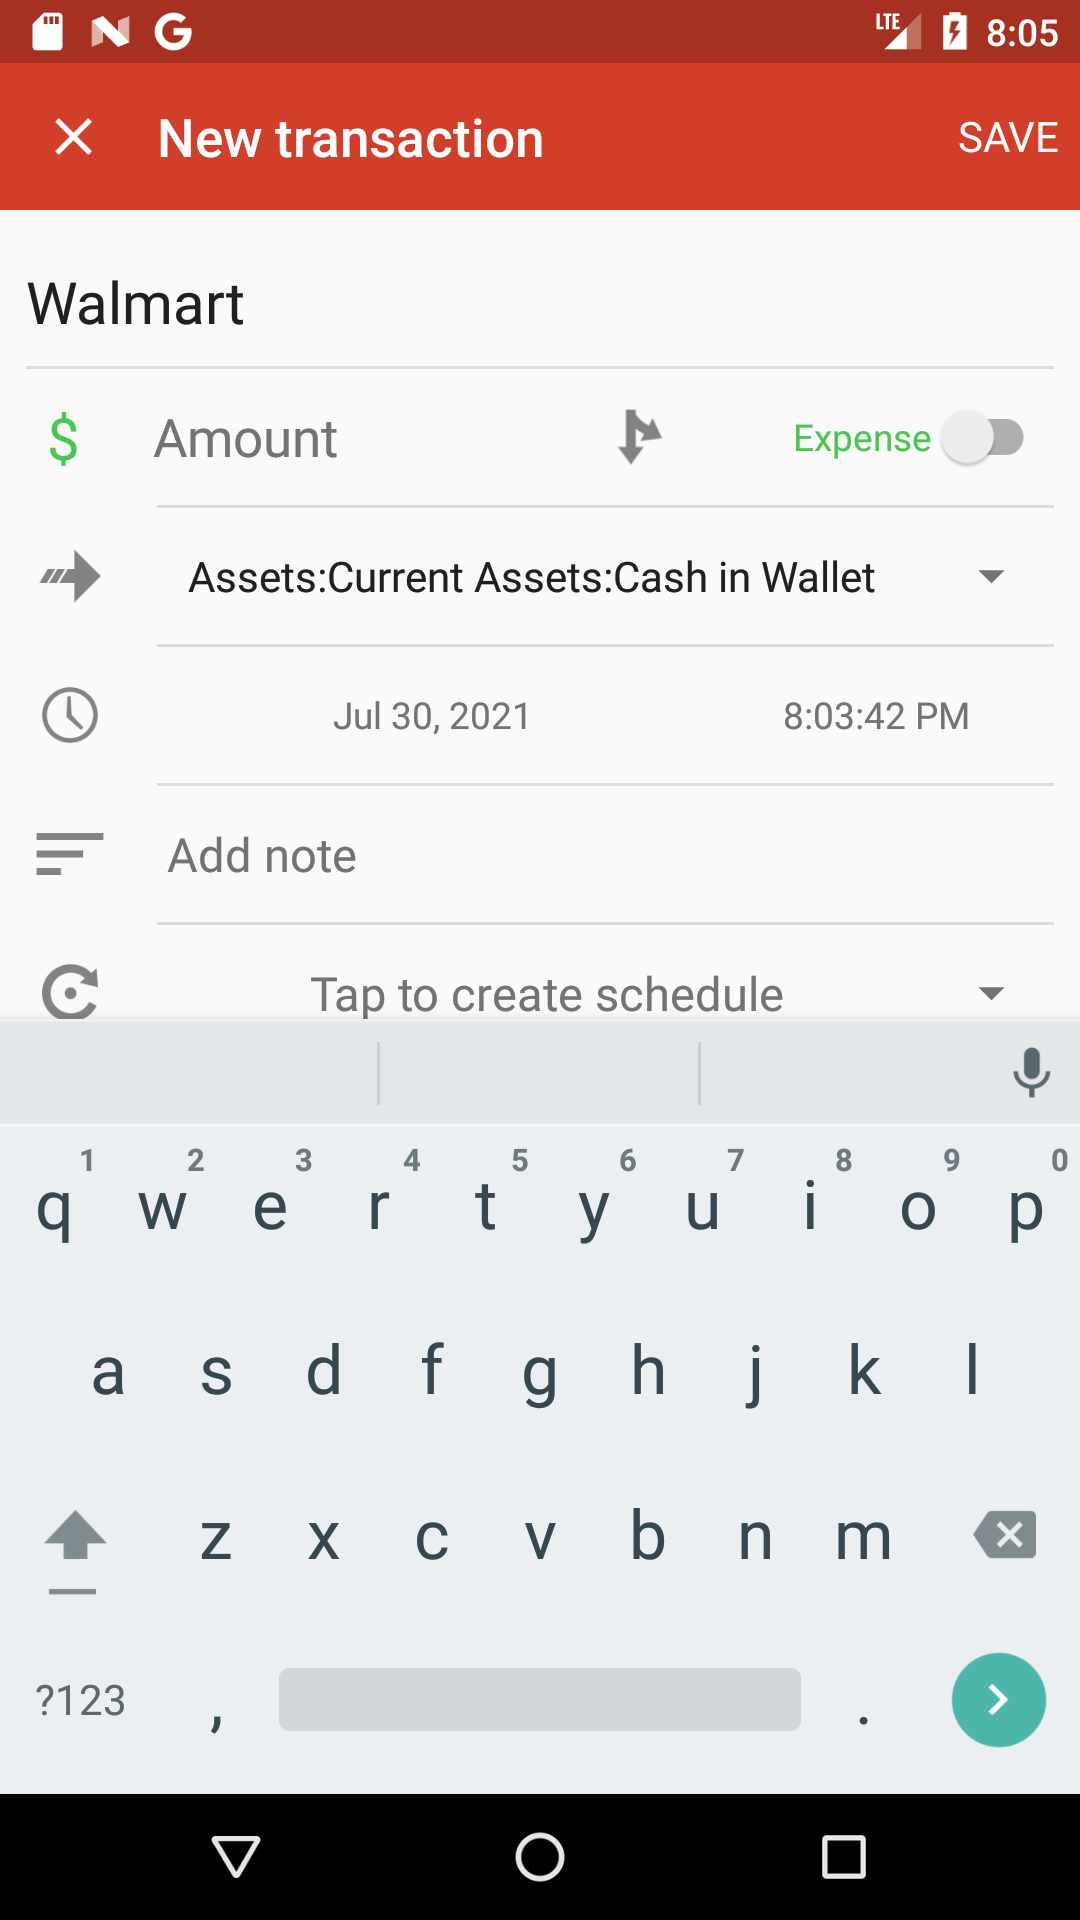 LTE 8:05
New transaction SAVE
Walmart
$ Amount Expense
Assets:Current Assets:Cash in Wallet
Jul 30, 2021 8:03:42 PM
Add note
Tap to create schedule
1 2 3 4 5 6 7 8 9 0
q w e r t y u i o p
a s d f g h j k l
z x c v b n m
?123 , .